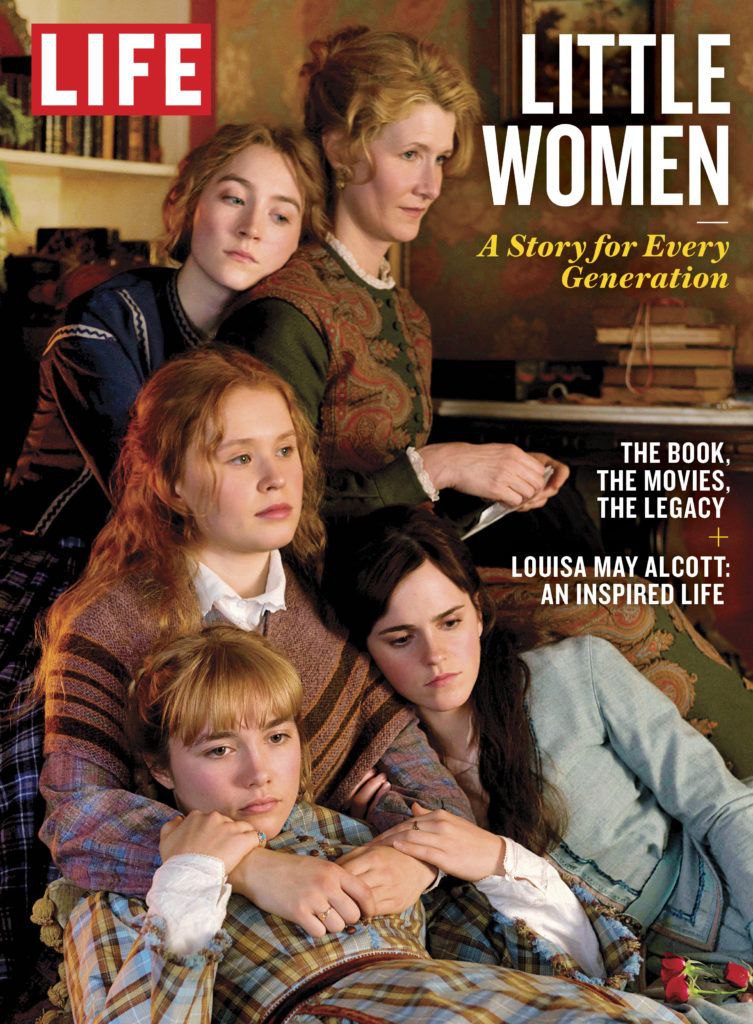 LIFE
LITTLE
WOMEN
A Story for Every
Generation
THE BOOK,
THE MOVIES,
THE LEGACY
+
LOUISA MAY ALCOTT:
AN INSPIRED LIFE